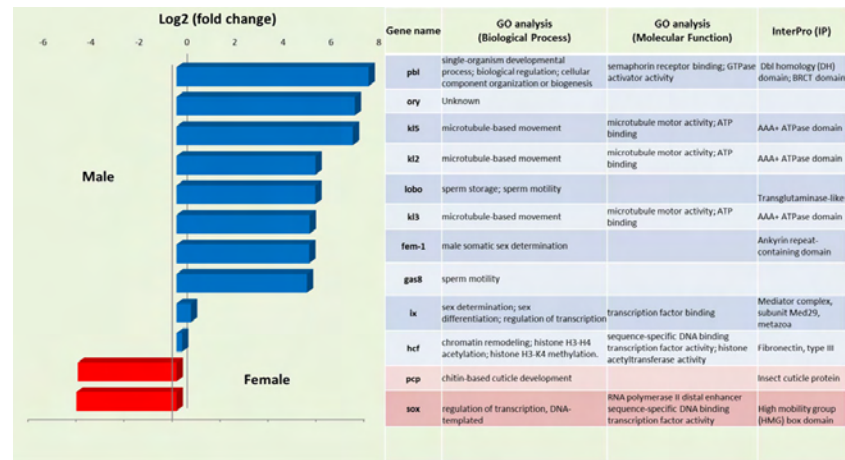 Log2 (fold change)
-6 -4 -2 0 2 4 6 8
Male
Female
Gene name
GO analysis
(Biological Process)
GO analysis
(Molecular Function)
InterPro (IP)
pbl
single-organism developmental
process; biological regulation; cellular
component organization or biogenesis
semaphorin receptor binding; GTPase
activator activity
Dbl homology (DH)
domain; BRCT domain
ory
Unknown
kl5
microtubule-based movement
microtubule motor activity; ATP
binding
AAA+ ATPase domain
kl2
microtubule-based movement
microtubule motor activity; ATP
binding
AAA+ ATPase domain
lobo
sperm storage; sperm motility
Transglutaminase-like
kl3
microtubule-based movement
microtubule motor activity; ATP
binding
AAA+ ATPase domain
fem-1
male somatic sex determination
Ankyrin repeat-
containing domain
gas8
sperm motility
ix
sex determination; sex
differentiation; regulation of transcription
transcription factor binding
Mediator complex,
subunit Med29,
metazoa
hcf
chromatin remodeling; histone H3-H4
acetylation; histone H3-K4 methylation.
sequence-specific DNA binding
transcription factor activity; histone
acetyltransferase activity
Fibronectin, type III
pcp
chitin-based cuticle development
Insect cuticle protein
sox
regulation of transcription, DNA-
templated
RNA polymerase II distal enhancer
sequence-specific DNA binding
transcription factor activity
High mobility group
(HMG) box domain